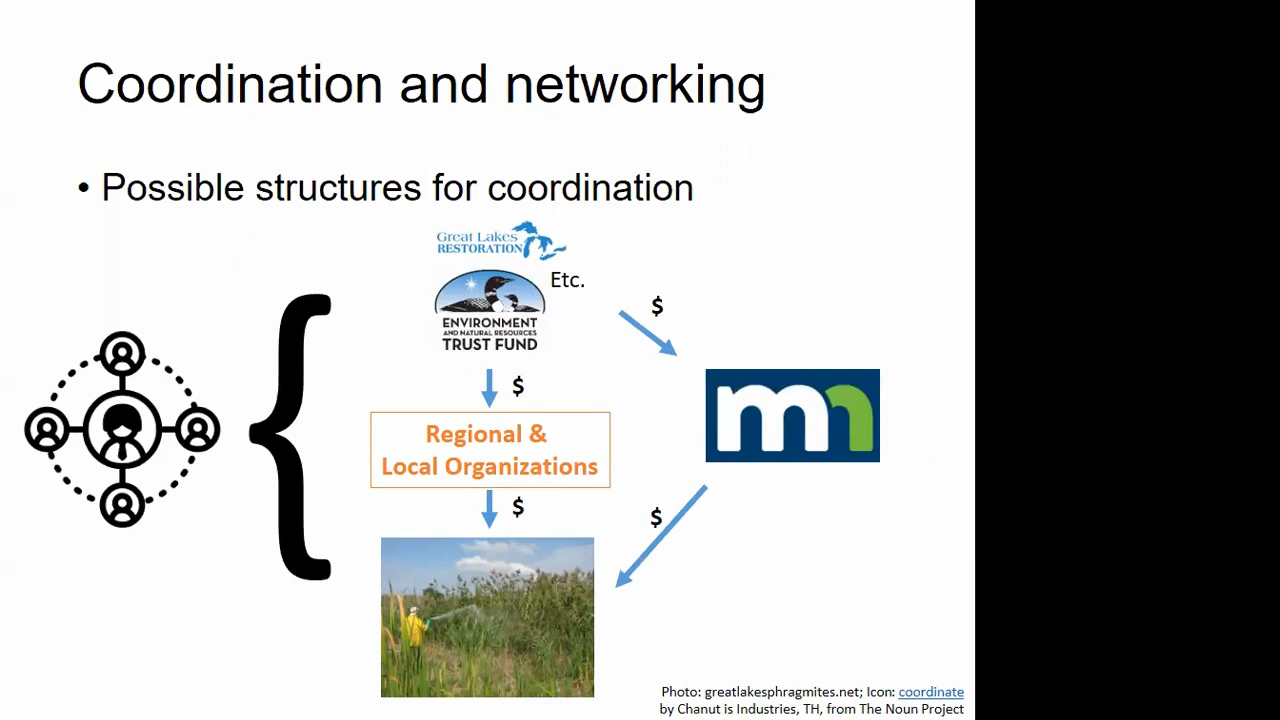 Coordination and networking
• Possible structures for coordination
Great Lakes
RESTORATION
Etc.
ENVIRONMENT
AND NATURAL RESOURCES
TRUST FUND
$
$
Regional &
Local Organizations
mn
$
$
Photo: greatlakesphragmites.net; Icon: coordinate
by Chanut is Industries, TH, from The Noun Project